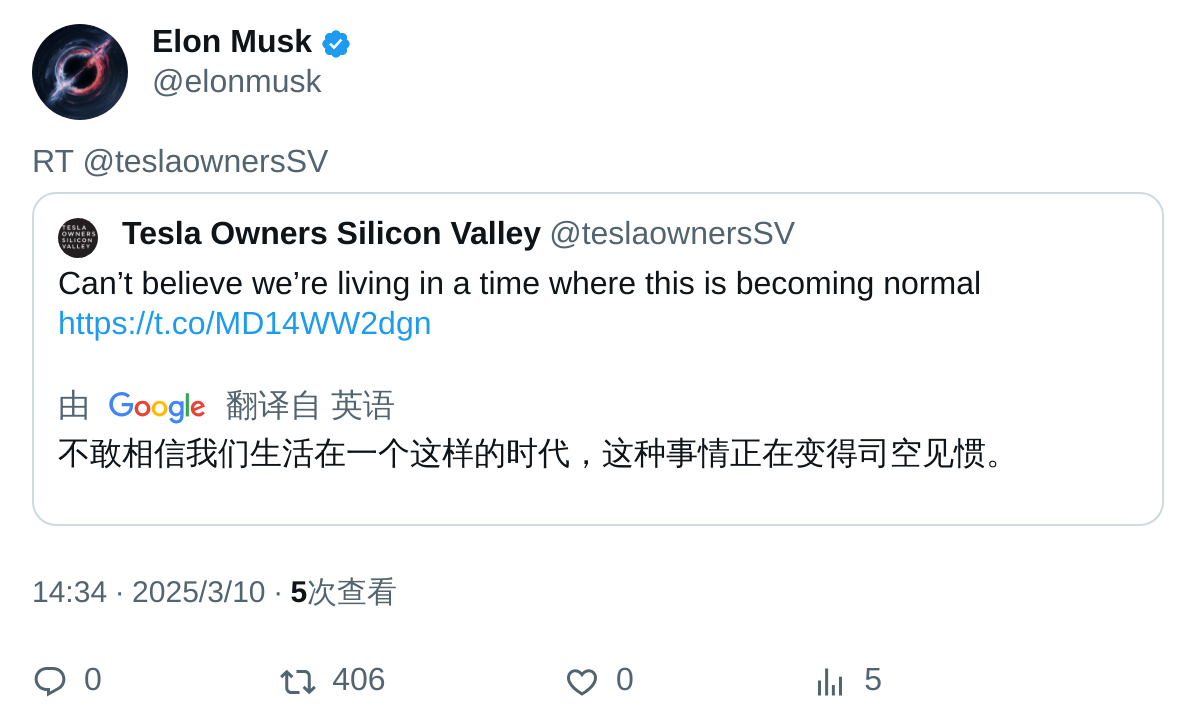 Elon Musk
@elonmusk
RT @teslaownersSV
TESLA
OWNERS
SILICON
VALLEY
Tesla Owners Silicon Valley @teslaownersSV
Can’t believe we’re living in a time where this is becoming normal
https://t.co/MD14WW2dgn
由 Google 翻译自 英语
不敢相信我们生活在一个这样的时代，这种事情正在变得司空见惯。
14:34 · 2025/3/10 · 5次查看
0 406 0 5